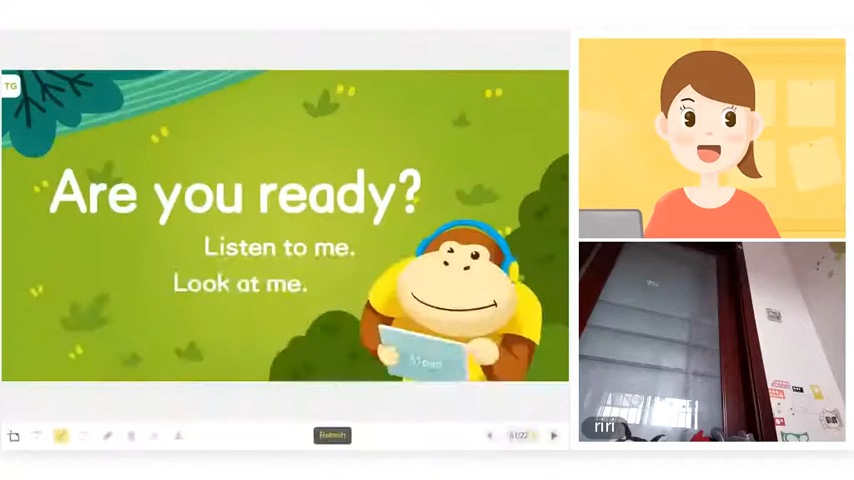 TG
Are you ready?
Listen to me.
Look at me.
Refresh
riri